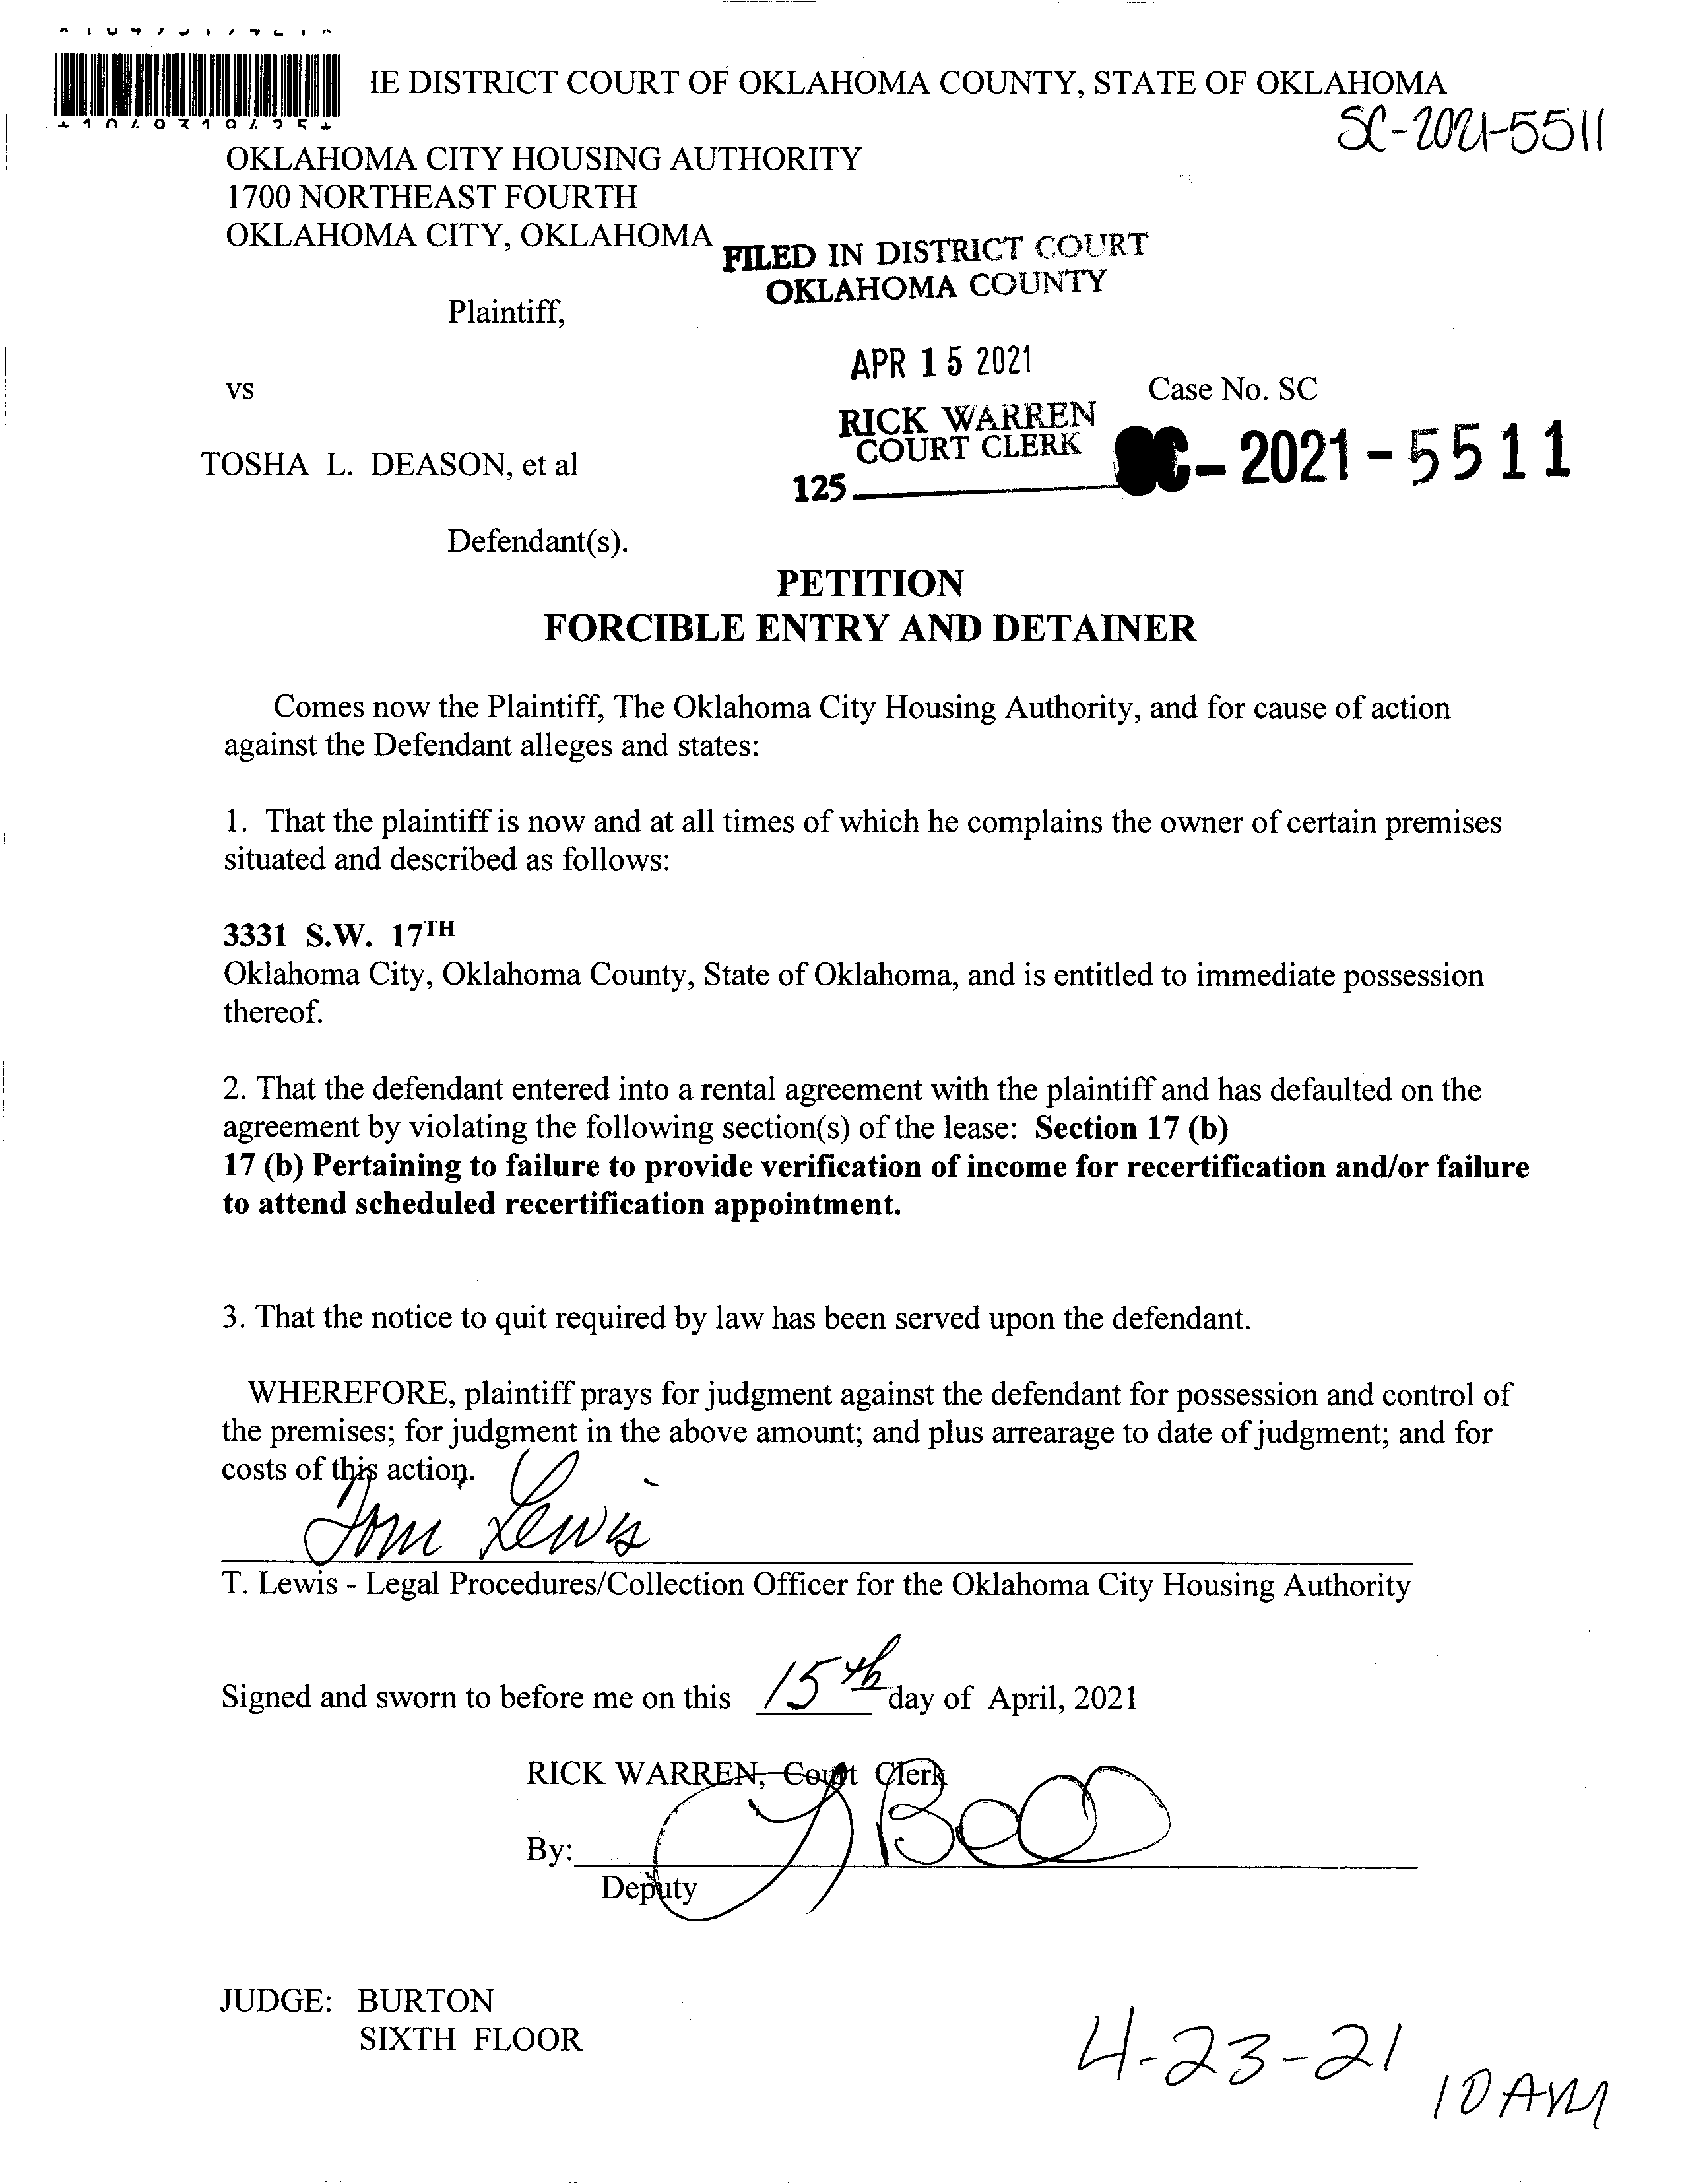 IE DISTRICT COURT OF OKLAHOMA COUNTY, STATE OF OKLAHOMA
SC-2021-5511
OKLAHOMA CITY HOUSING AUTHORITY
1700 NORTHEAST FOURTH
OKLAHOMA CITY, OKLAHOMA
FILED IN DISTRICT COURT
OKLAHOMA COUNTY
Plaintiff,
APR 15 2021
vs
Case No. SC
RICK WARREN
COURT CLERK
TOSHA L. DEASON, et al
125
C-2021-5511
Defendant(s).
PETITION
FORCIBLE ENTRY AND DETAINER
Comes now the Plaintiff, The Oklahoma City Housing Authority, and for cause of action
against the Defendant alleges and states:
1. That the plaintiff is now and at all times of which he complains the owner of certain premises
situated and described as follows:
3331 S.W. 17TH
Oklahoma City, Oklahoma County, State of Oklahoma, and is entitled to immediate possession
thereof.
2. That the defendant entered into a rental agreement with the plaintiff and has defaulted on the
agreement by violating the following section(s) of the lease: Section 17 (b)
17 (b) Pertaining to failure to provide verification of income for recertification and/or failure
to attend scheduled recertification appointment.
3. That the notice to quit required by law has been served upon the defendant.
WHEREFORE, plaintiff prays for judgment against the defendant for possession and control of
the premises; for judgment in the above amount; and plus arrearage to date of judgment; and for
costs of this action.
Tom Lewis
T. Lewis - Legal Procedures/Collection Officer for the Oklahoma City Housing Authority
Signed and sworn to before me on this 15th day of April, 2021
RICK WARREN, Court Clerk
By:
Deputy
JUDGE: BURTON
SIXTH FLOOR
4-23-21
10 AM